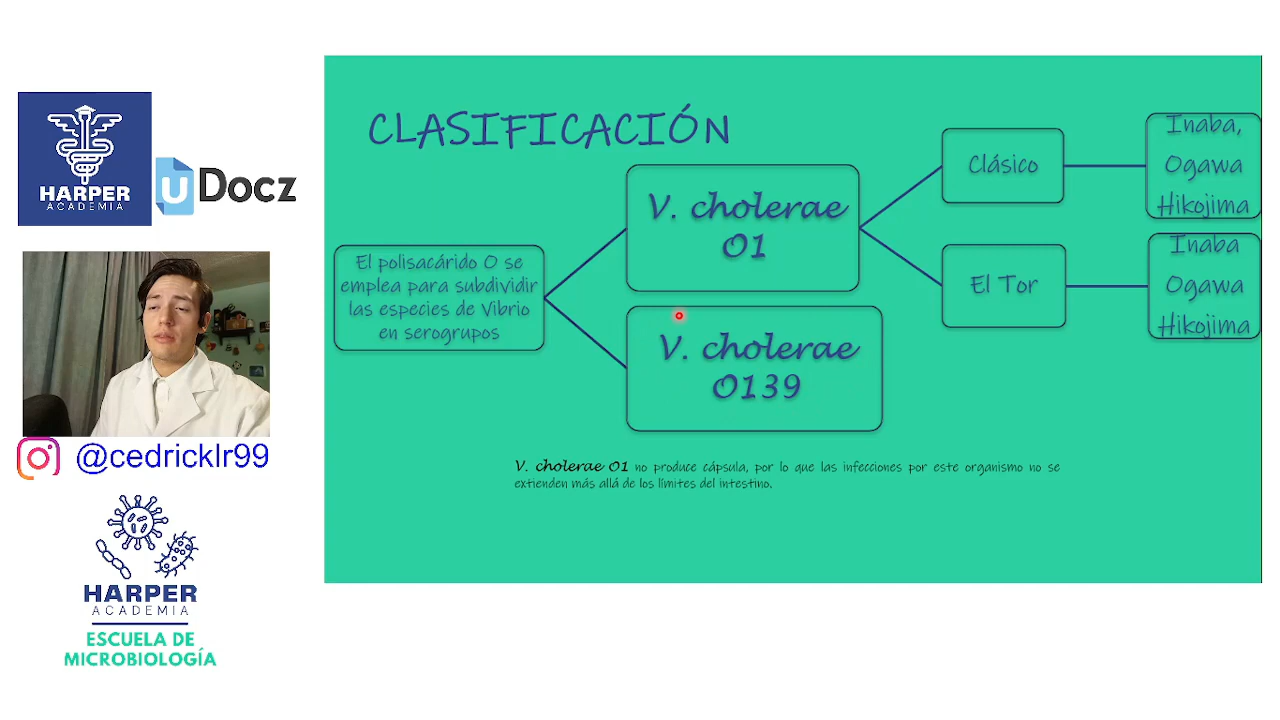 HARPER
ACADEMIA
U Docz
@cedricklr99
HARPER
ACADEMIA
ESCUELA DE
MICROBIOLOGÍA
CLASIFICACIÓN
El polisacárido O se
emplea para subdividir
las especies de Vibrio
en serogrupos
V. cholerae
O1
V. cholerae
O139
Clásico
Inaba,
Ogawa
Hikojima
El Tor
Inaba
Ogawa
Hikojima
V. cholerae O1 no produce cápsula, por lo que las infecciones por este organismo no se
extienden más allá de los límites del intestino.